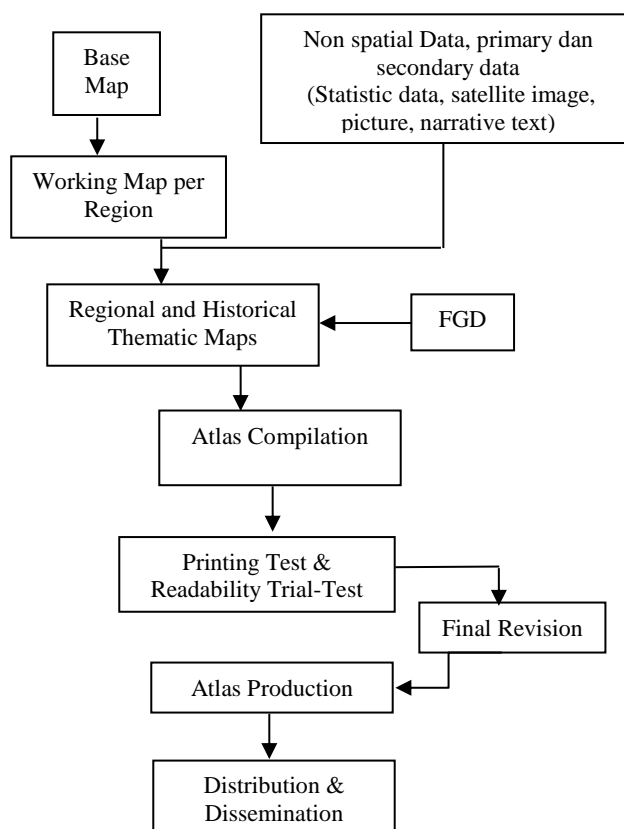 Base
Map
Non spatial Data, primary dan
secondary data
(Statistic data, satellite image,
picture, narrative text)
Working Map per
Region
Regional and Historical
Thematic Maps
FGD
Atlas Compilation
Printing Test &
Readability Trial-Test
Final Revision
Atlas Production
Distribution &
Dissemination